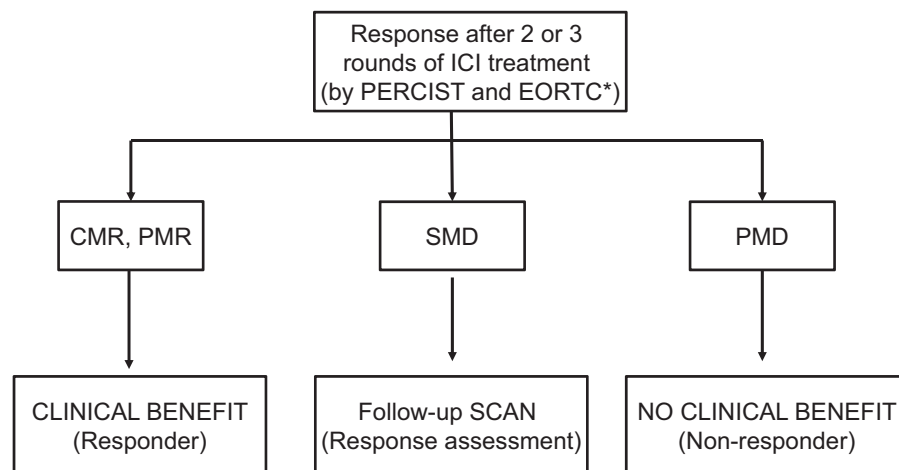 Response after 2 or 3
rounds of ICI treatment
(by PERCIST and EORTC*)
CMR, PMR
SMD
PMD
CLINICAL BENEFIT
(Responder)
Follow-up SCAN
(Response assessment)
NO CLINICAL BENEFIT
(Non-responder)